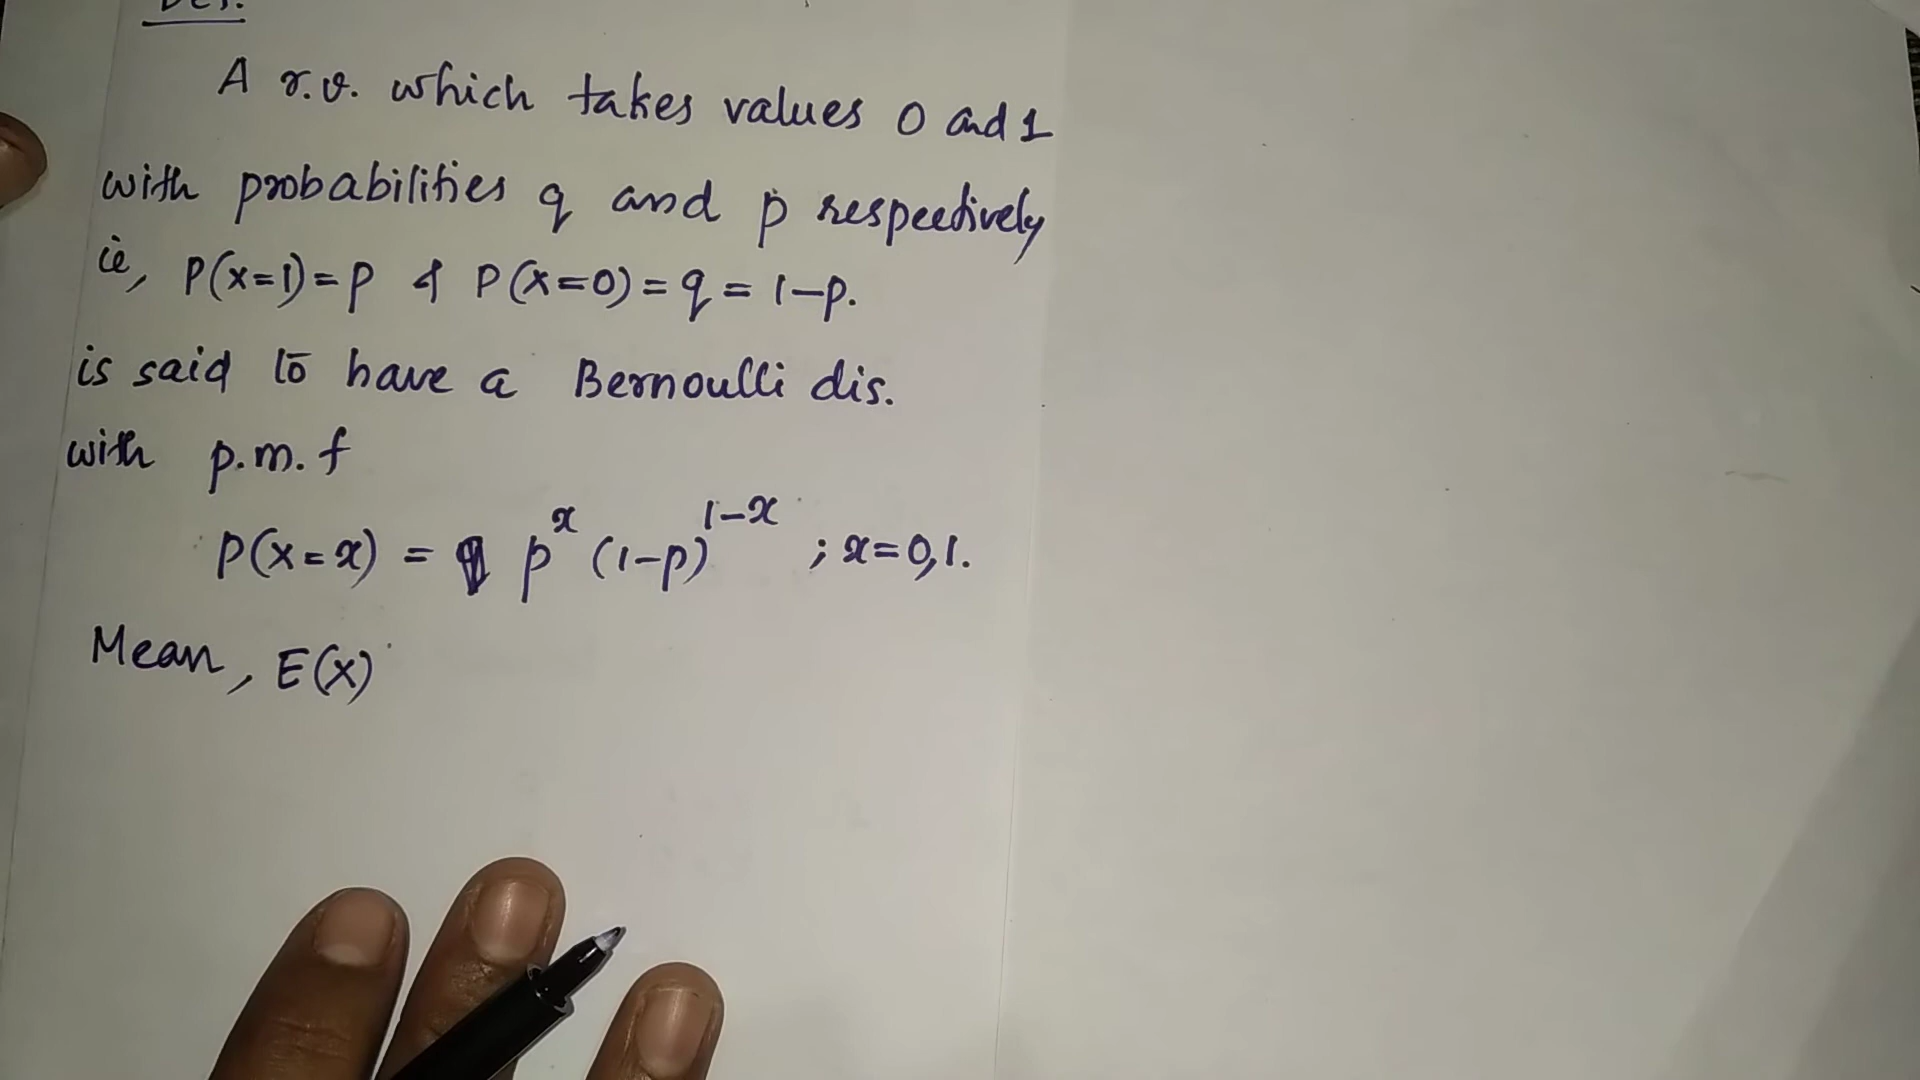 A r.v. which takes values 0 and 1
with probabilities q and p respectively
ie, P(X=1)=p & P(X=0)=q=1-p.
is said to have a Bernoulli dis.
with p.m.f
P(X=x) = p^x (1-p)^{1-x} ; x=0,1.
Mean, E(X)